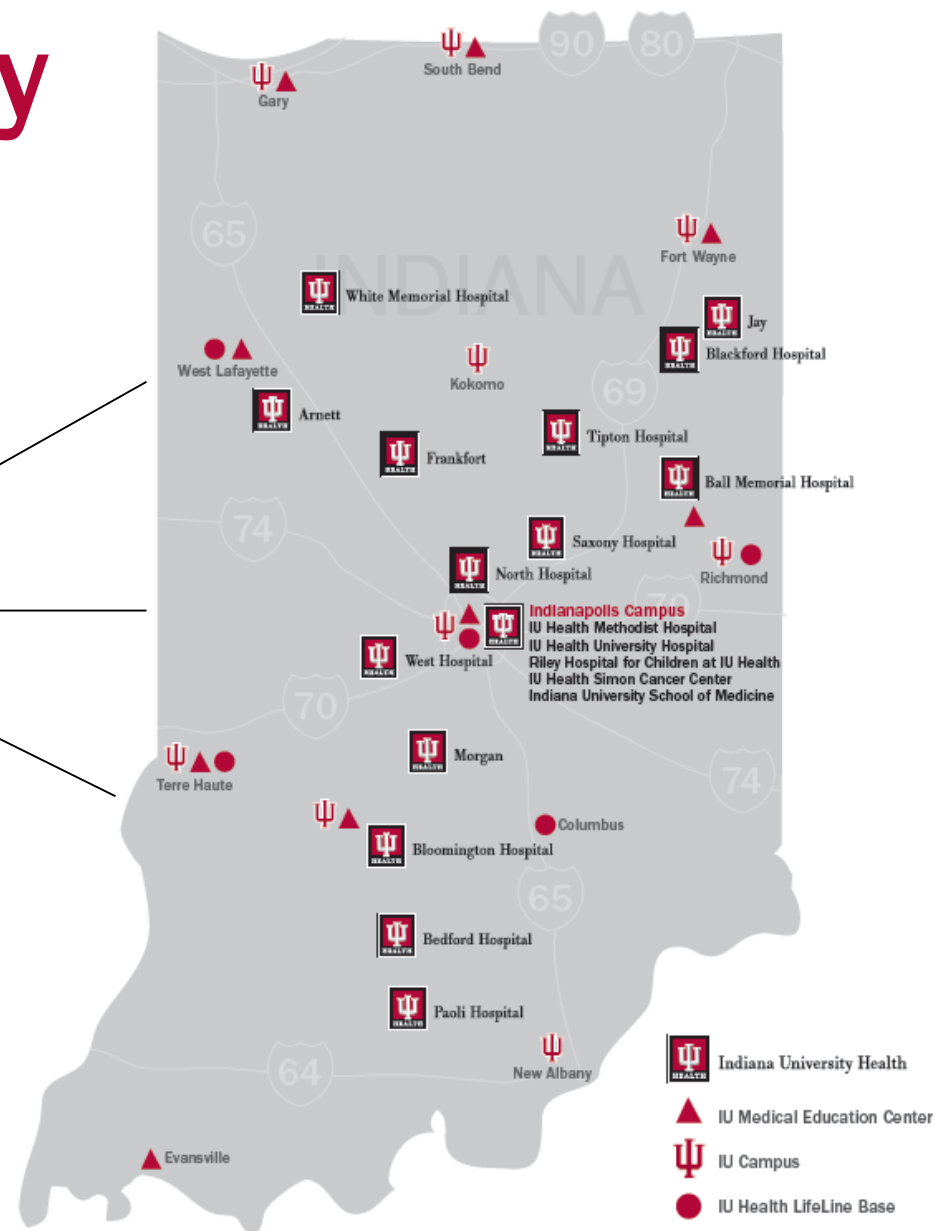 y
90
80
South Bend
Gary
65
Fort Wayne
INDIANA
White Memorial Hospital
Jay
Blackford Hospital
West Lafayette
Kokomo
69
Arnett
Tipton Hospital
Frankfort
Ball Memorial Hospital
74
Saxony Hospital
North Hospital
Richmond
70
Indianapolis Campus
IU Health Methodist Hospital
IU Health University Hospital
Riley Hospital for Children at IU Health
IU Health Simon Cancer Center
Indiana University School of Medicine
West Hospital
70
Morgan
74
Terre Haute
Columbus
Bloomington Hospital
65
Bedford Hospital
Paoli Hospital
New Albany
64
Evansville
HEALTH
Indiana University Health
IU Medical Education Center
IU Campus
IU Health LifeLine Base